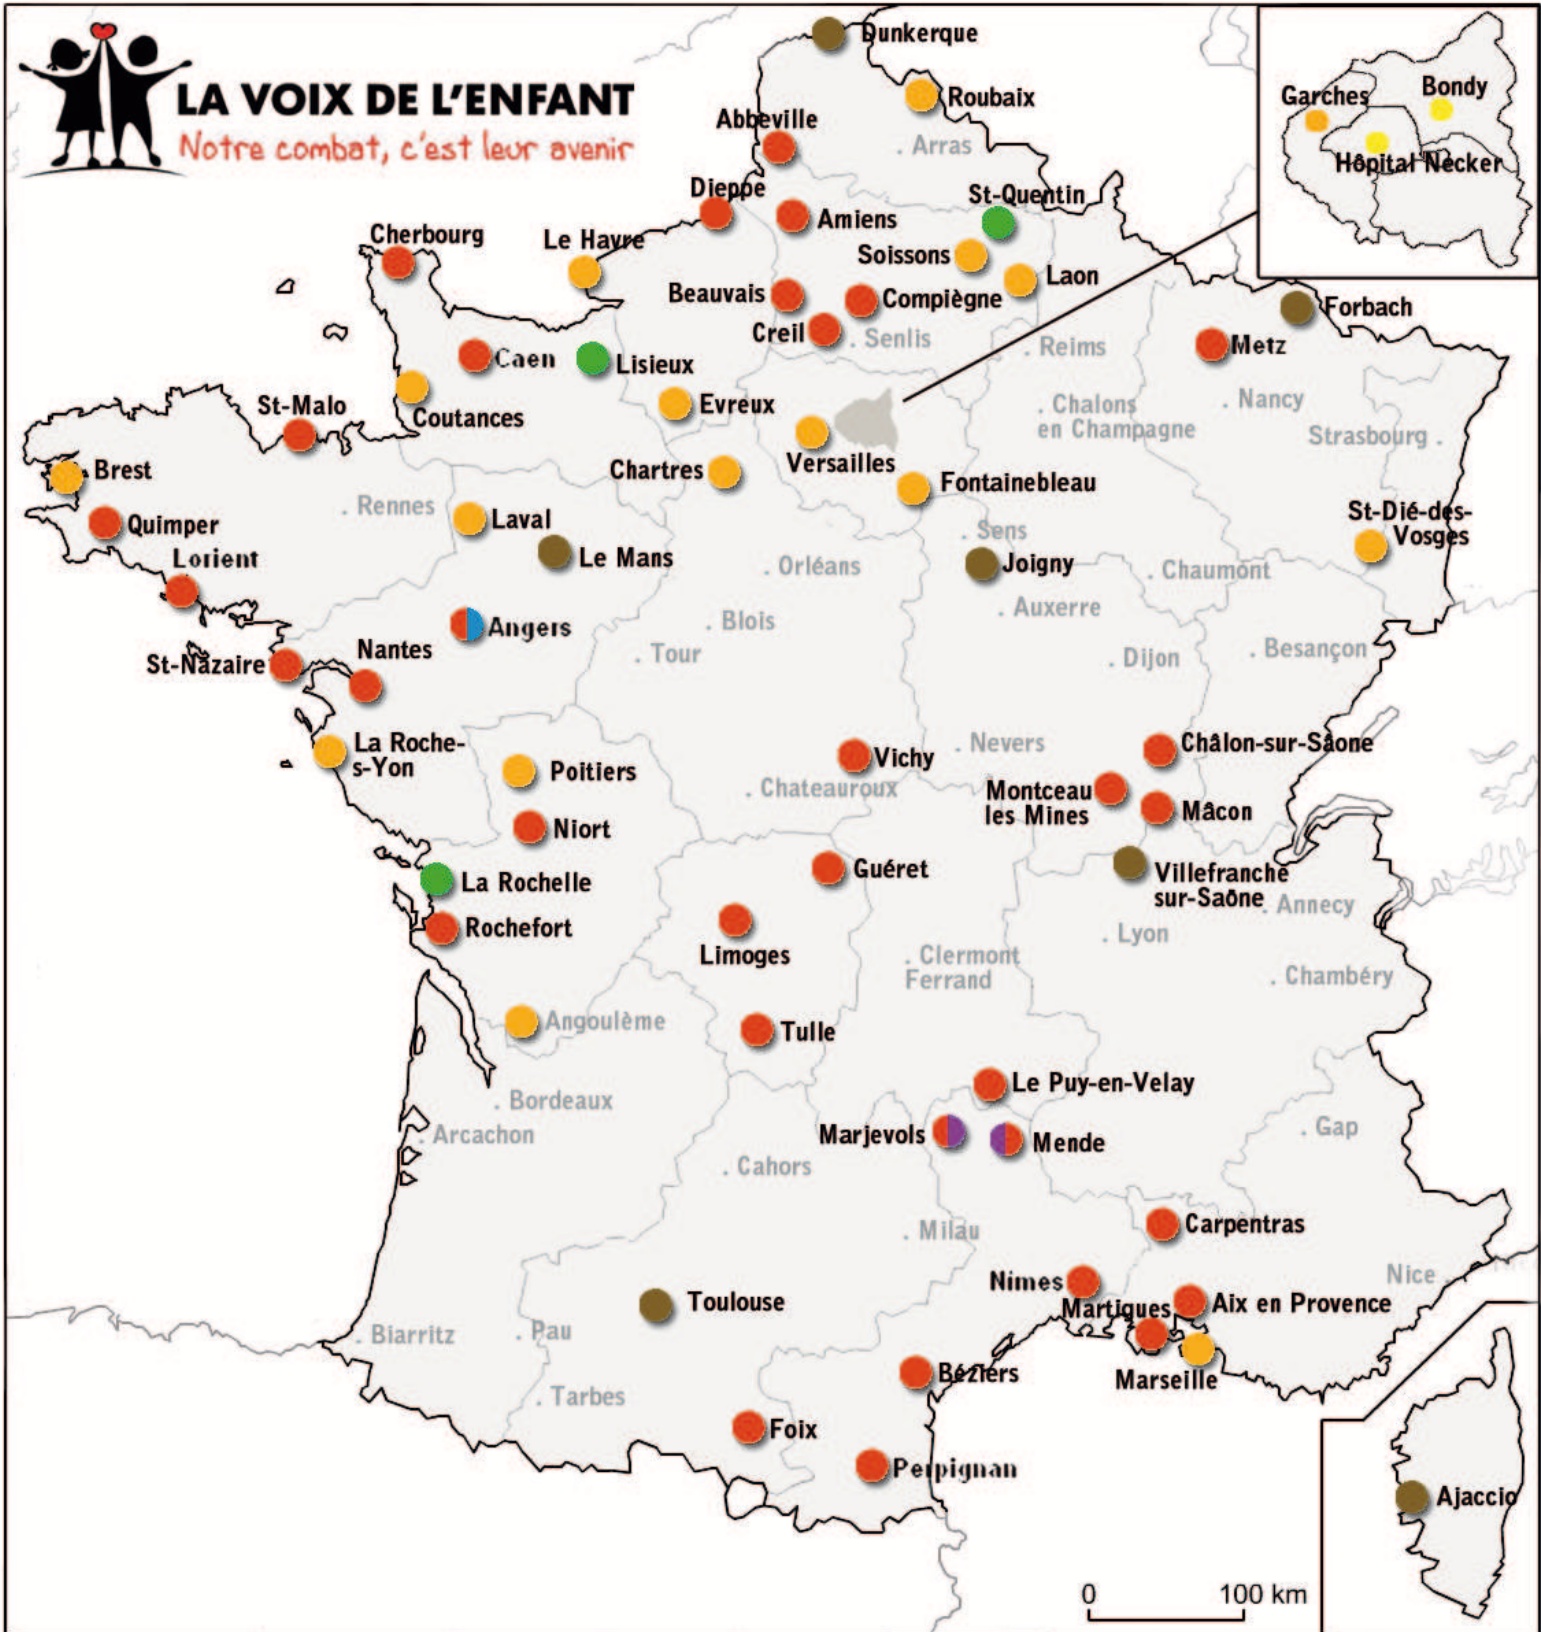 LA VOIX DE L'ENFANT
Notre combat, c'est leur avenir
Dunkerque
Roubaix
Abbeville
. Arras
Dieppe
Amiens
St-Quentin
Cherbourg
Le Havre
Soissons
Laon
Beauvais
Compiègne
Creil
. Senlis
. Reims
Garches
Bondy
Hôpital Necker
Forbach
Metz
Caen
Lisieux
Evreux
Coutances
St-Malo
. Chalons
en Champagne
. Nancy
Strasbourg .
Brest
Chartres
Versailles
Fontainebleau
Quimper
. Rennes
Laval
. Sens
St-Dié-des-
Vosges
Lorient
Le Mans
. Orléans
Joigny
. Chaumont
. Auxerre
Angers
. Blois
. Tour
. Dijon
. Besançon
St-Nazaire
Nantes
La Roche-
s-Yon
Poitiers
Vichy
. Nevers
Châlon-sur-Sâone
. Chateauroux
Montceau
les Mines
Mâcon
Niort
La Rochelle
Guéret
Villefranche
sur-Saône
. Annecy
Rochefort
Limoges
. Lyon
. Clermont
Ferrand
. Chambéry
Angoulème
Tulle
. Bordeaux
Le Puy-en-Velay
. Arcachon
Marjevols
Mende
. Gap
. Cahors
. Milau
Carpentras
Nimes
Nice .
Toulouse
Martiques
Aix en Provence
. Biarritz
. Pau
Marseille
. Tarbes
Béziers
Foix
Perpignan
Ajaccio
0
100 km